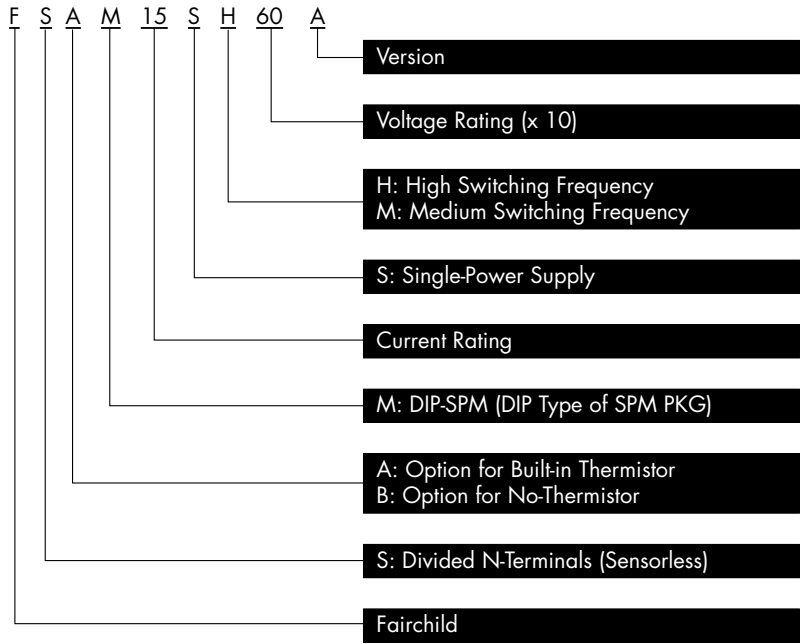 F S A M 15 S H 60 A
Version
Voltage Rating (x 10)
H: High Switching Frequency
M: Medium Switching Frequency
S: Single-Power Supply
Current Rating
M: DIP-SPM (DIP Type of SPM PKG)
A: Option for Built-in Thermistor
B: Option for No-Thermistor
S: Divided N-Terminals (Sensorless)
Fairchild